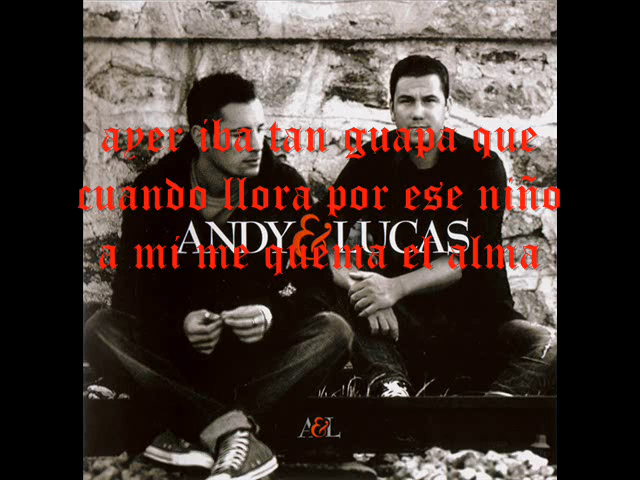 ayer iba tan guapa que
cuando llora por ese niño
ANDY & LUCAS
a mi me quema el alma
A&L